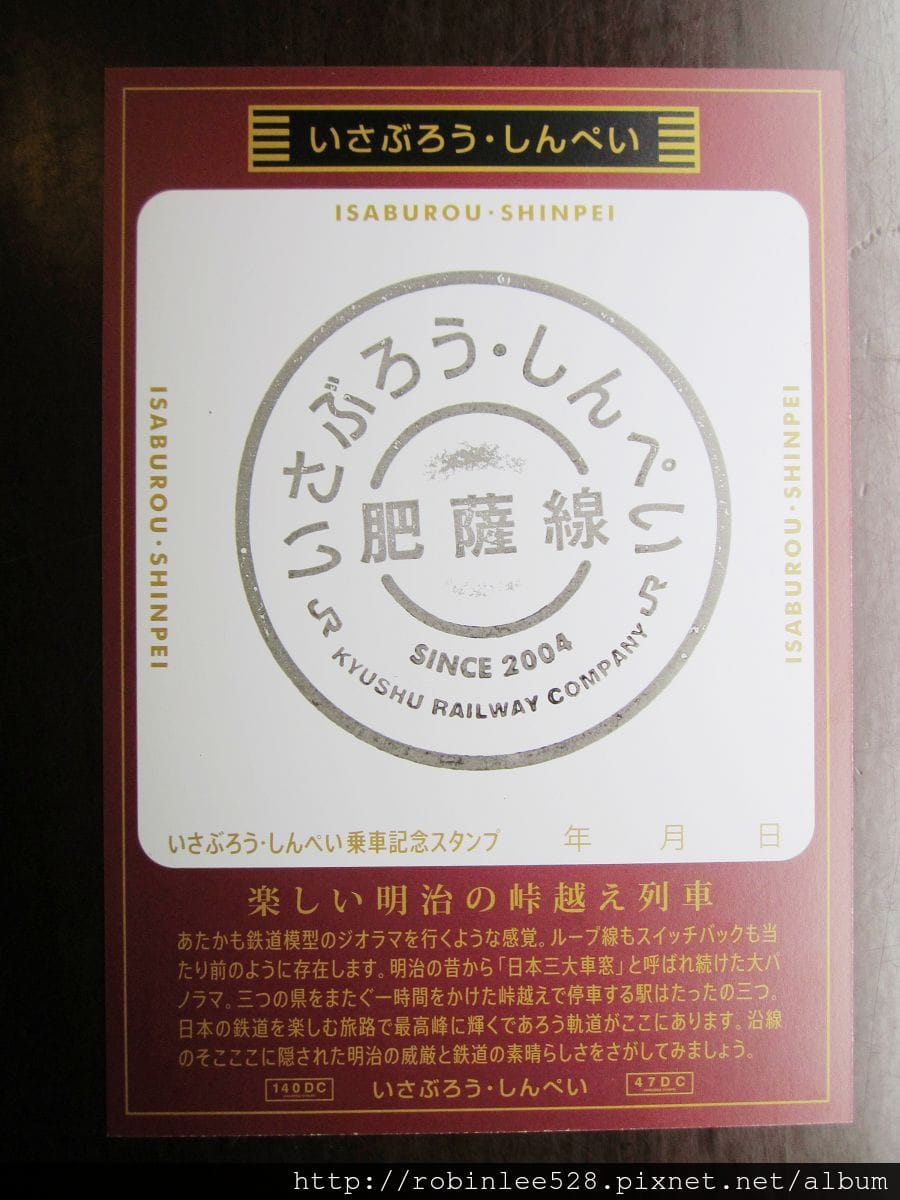 いさぶろう・しんぺい
ISABUROU・SHINPEI
ISABUROU・SHINPEI
ISABUROU・SHINPEI
いさぶろう・しんぺい
肥薩線
SINCE 2004
JR KYUSHU RAILWAY COMPANY JR
いさぶろう・しんぺい乗車記念スタンプ 年 月 日
楽しい明治の峠越え列車
あたかも鉄道模型のジオラマを行くような感覚。ループ線もスイッチバックも当
たり前のように存在します。明治の昔から「日本三大車窓」と呼ばれ続けた大パ
ノラマ。三つの県をまたぐ一時間をかけた峠越えで停車する駅はたったの三つ。
日本の鉄道を楽しむ旅路で最高峰に輝くであろう軌道がここにあります。沿線
のそこここに隠された明治の威厳と鉄道の素晴らしさをさがしてみましょう。
140DC いさぶろう・しんぺい 47DC
http://robinlee528.pixnet.net/album